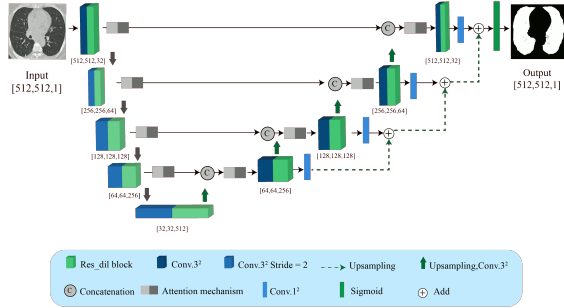 C
[512,512,32]
[512,512,32]
Input
[512,512,1]
Output
[512,512,1]
C
[256,256,64]
[256,256,64]
C
[128,128,128]
[128,128,128]
C
[64,64,256]
[64,64,256]
[32,32,512]
Res_dil block
Conv.3²
Conv.3² Stride = 2
Upsampling
Upsampling,Conv.3²
C Concatenation
Attention mechanism
Conv.1²
Sigmoid
Add